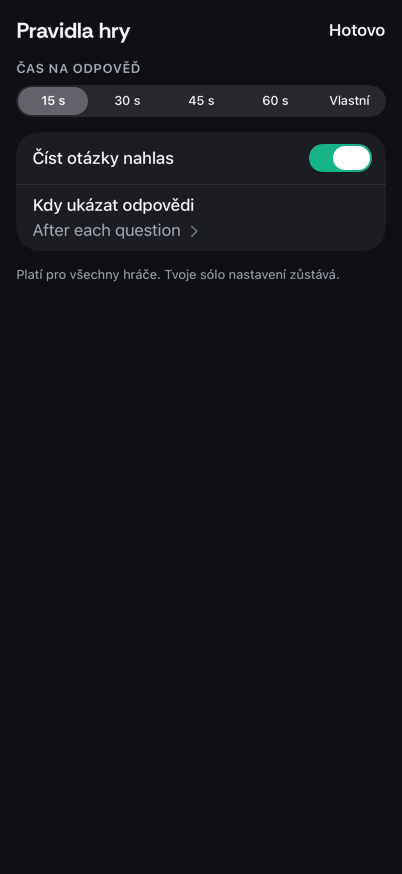 Pravidla hry
Hotovo
ČAS NA ODPOVĚĎ
15 s
30 s
45 s
60 s
Vlastní
Číst otázky nahlas
Kdy ukázat odpovědi
After each question
Platí pro všechny hráče. Tvoje sólo nastavení zůstává.